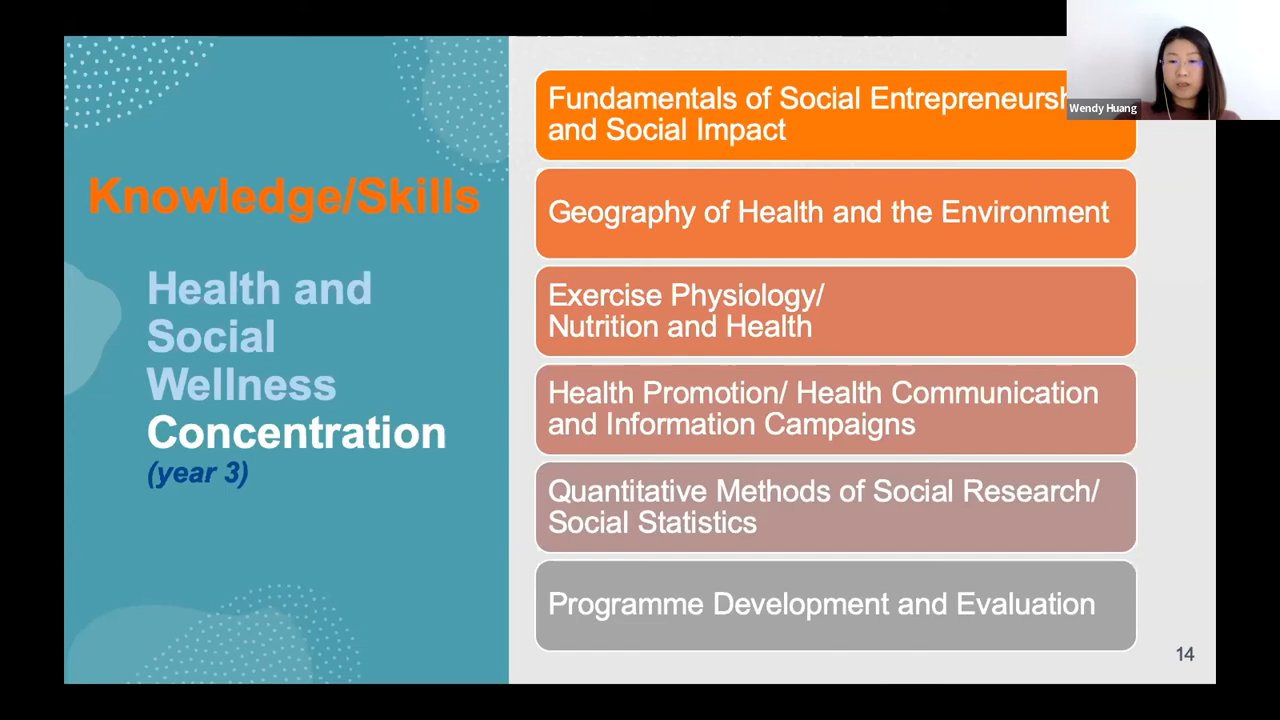 Knowledge/Skills
Health and
Social
Wellness
Concentration
(year 3)
Fundamentals of Social
and Social Impact
Geography of Health and the Environment
Exercise Physiology/
Nutrition and Health
Health Promotion/ Health Communication
and Information Campaigns
Quantitative Methods of Social Research/
Social Statistics
Programme Development and Evaluation
14
Wendy Huang